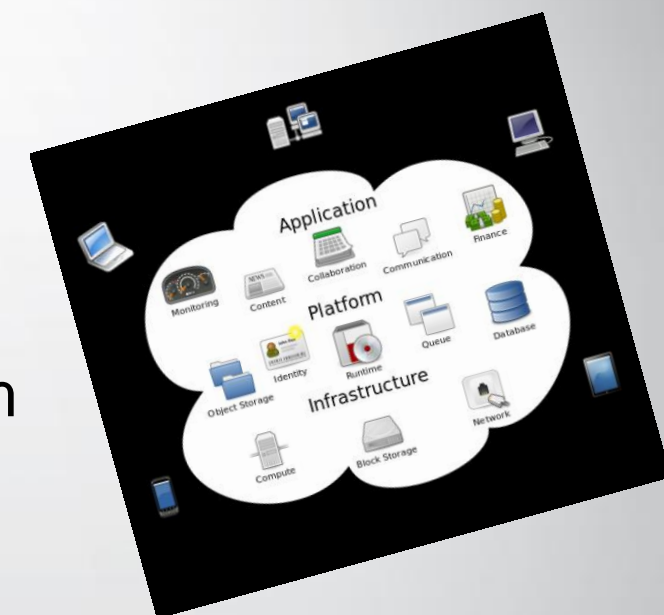 Application
Monitoring
Content
Collaboration
Communication
Finance
Platform
Object Storage
Identity
Runtime
Queue
Database
Infrastructure
Compute
Block Storage
Network
n